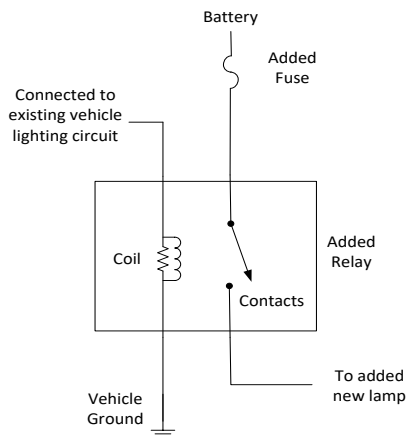 Battery
Added
Fuse
Connected to
existing vehicle
lighting circuit
Coil
Added
Relay
Contacts
Vehicle
Ground
To added
new lamp